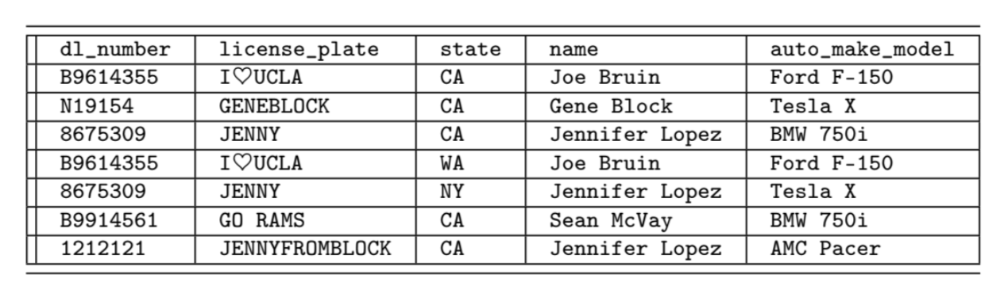 dl_number license_plate state name auto_make_model
B9614355 I♡UCLA CA Joe Bruin Ford F-150
N19154 GENEBLOCK CA Gene Block Tesla X
8675309 JENNY CA Jennifer Lopez BMW 750i
B9614355 I♡UCLA WA Joe Bruin Ford F-150
8675309 JENNY NY Jennifer Lopez Tesla X
B9914561 GO RAMS CA Sean McVay BMW 750i
1212121 JENNYFROMBLOCK CA Jennifer Lopez AMC Pacer